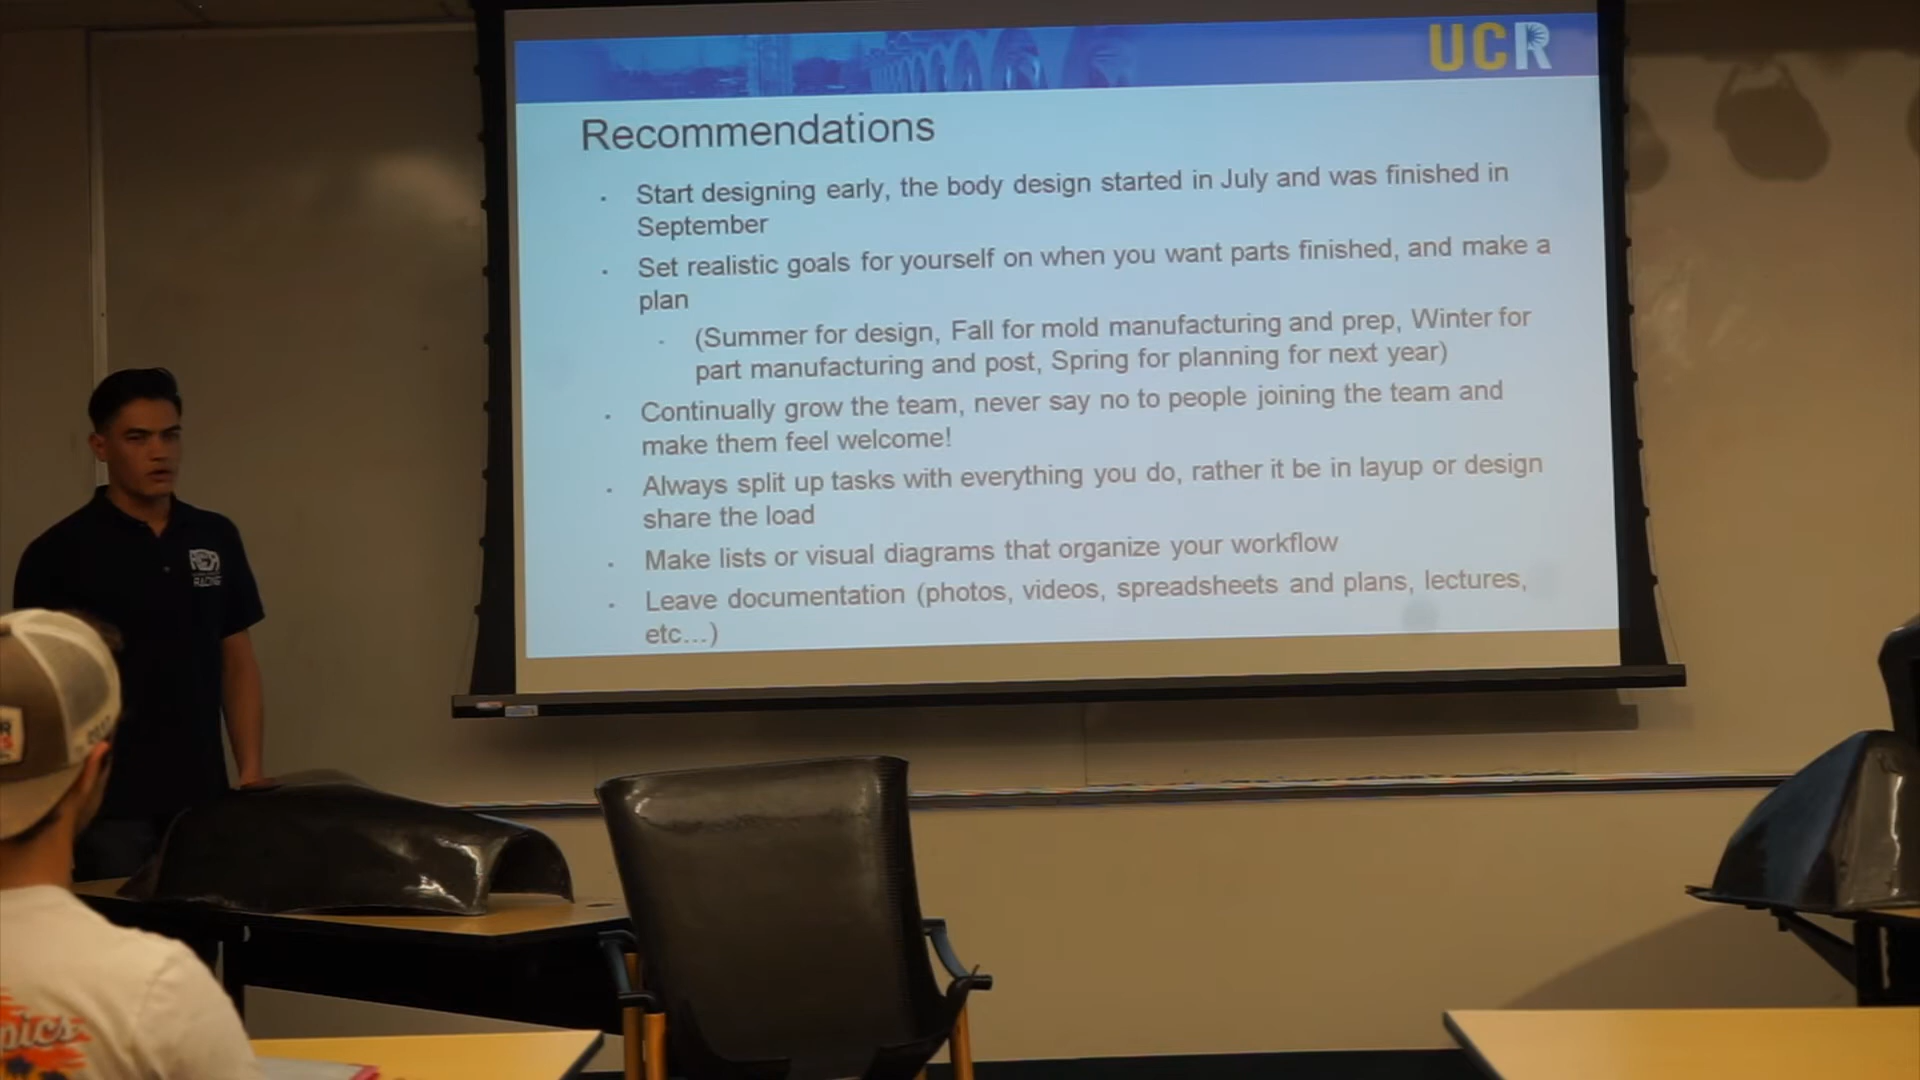 UCR
Recommendations
Start designing early, the body design started in July and was finished in
September
Set realistic goals for yourself on when you want parts finished, and make a
plan
(Summer for design, Fall for mold manufacturing and prep, Winter for
part manufacturing and post, Spring for planning for next year)
Continually grow the team, never say no to people joining the team and
make them feel welcome!
Always split up tasks with everything you do, rather it be in layup or design
share the load
Make lists or visual diagrams that organize your workflow
Leave documentation (photos, videos, spreadsheets and plans, lectures,
etc...)
RACING